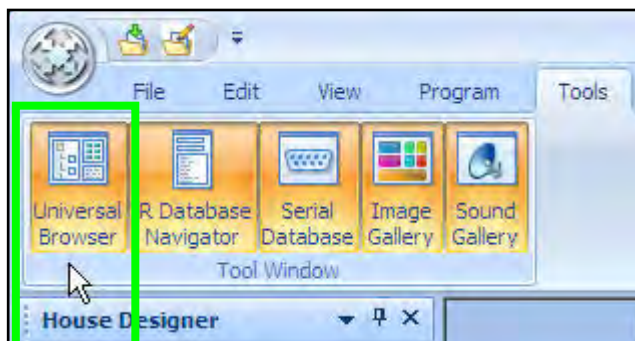 File Edit View Program Tools
Universal Browser
R Database Navigator
Serial Database
Image Gallery
Sound Gallery
Tool Window
House Designer